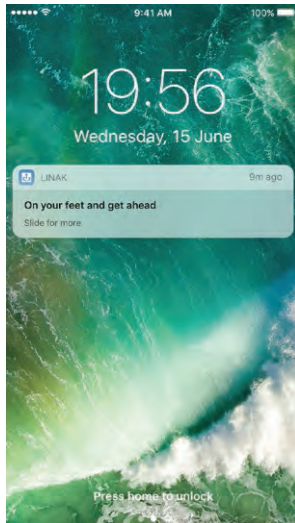 9:41 AM
100%
19:56
Wednesday, 15 June
LINAK
9m ago
On your feet and get ahead
Slide for more
Press home to unlock